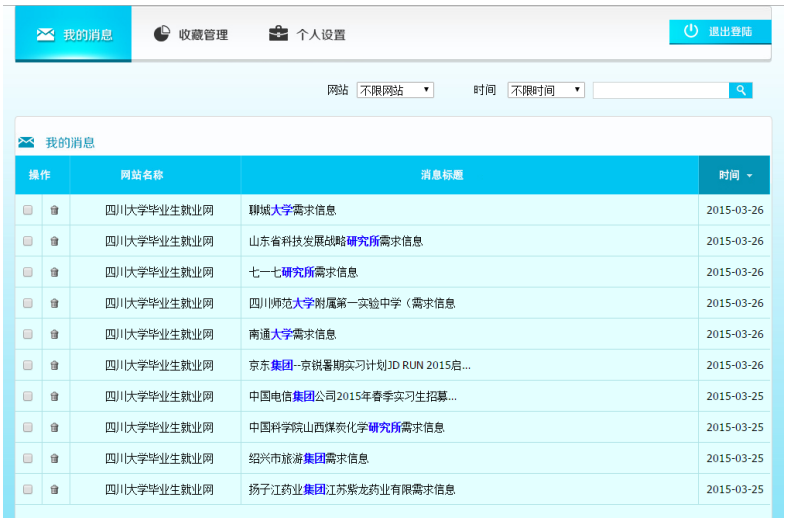 我的消息 收藏管理 个人设置 退出登陆
网站 不限网站 时间 不限时间
我的消息
操作 网站名称 消息标题 时间
四川大学毕业生就业网 聊城大学需求信息 2015-03-26
四川大学毕业生就业网 山东省科技发展战略研究所需求信息 2015-03-26
四川大学毕业生就业网 七一七研究所需求信息 2015-03-26
四川大学毕业生就业网 四川师范大学附属第一实验中学（需求信息 2015-03-26
四川大学毕业生就业网 南通大学需求信息 2015-03-26
四川大学毕业生就业网 京东集团--京锐暑期实习计划JD RUN 2015启... 2015-03-26
四川大学毕业生就业网 中国电信集团公司2015年春季实习生招募... 2015-03-25
四川大学毕业生就业网 中国科学院山西煤炭化学研究所需求信息 2015-03-25
四川大学毕业生就业网 绍兴市旅游集团需求信息 2015-03-25
四川大学毕业生就业网 扬子江药业集团江苏紫龙药业有限需求信息 2015-03-25